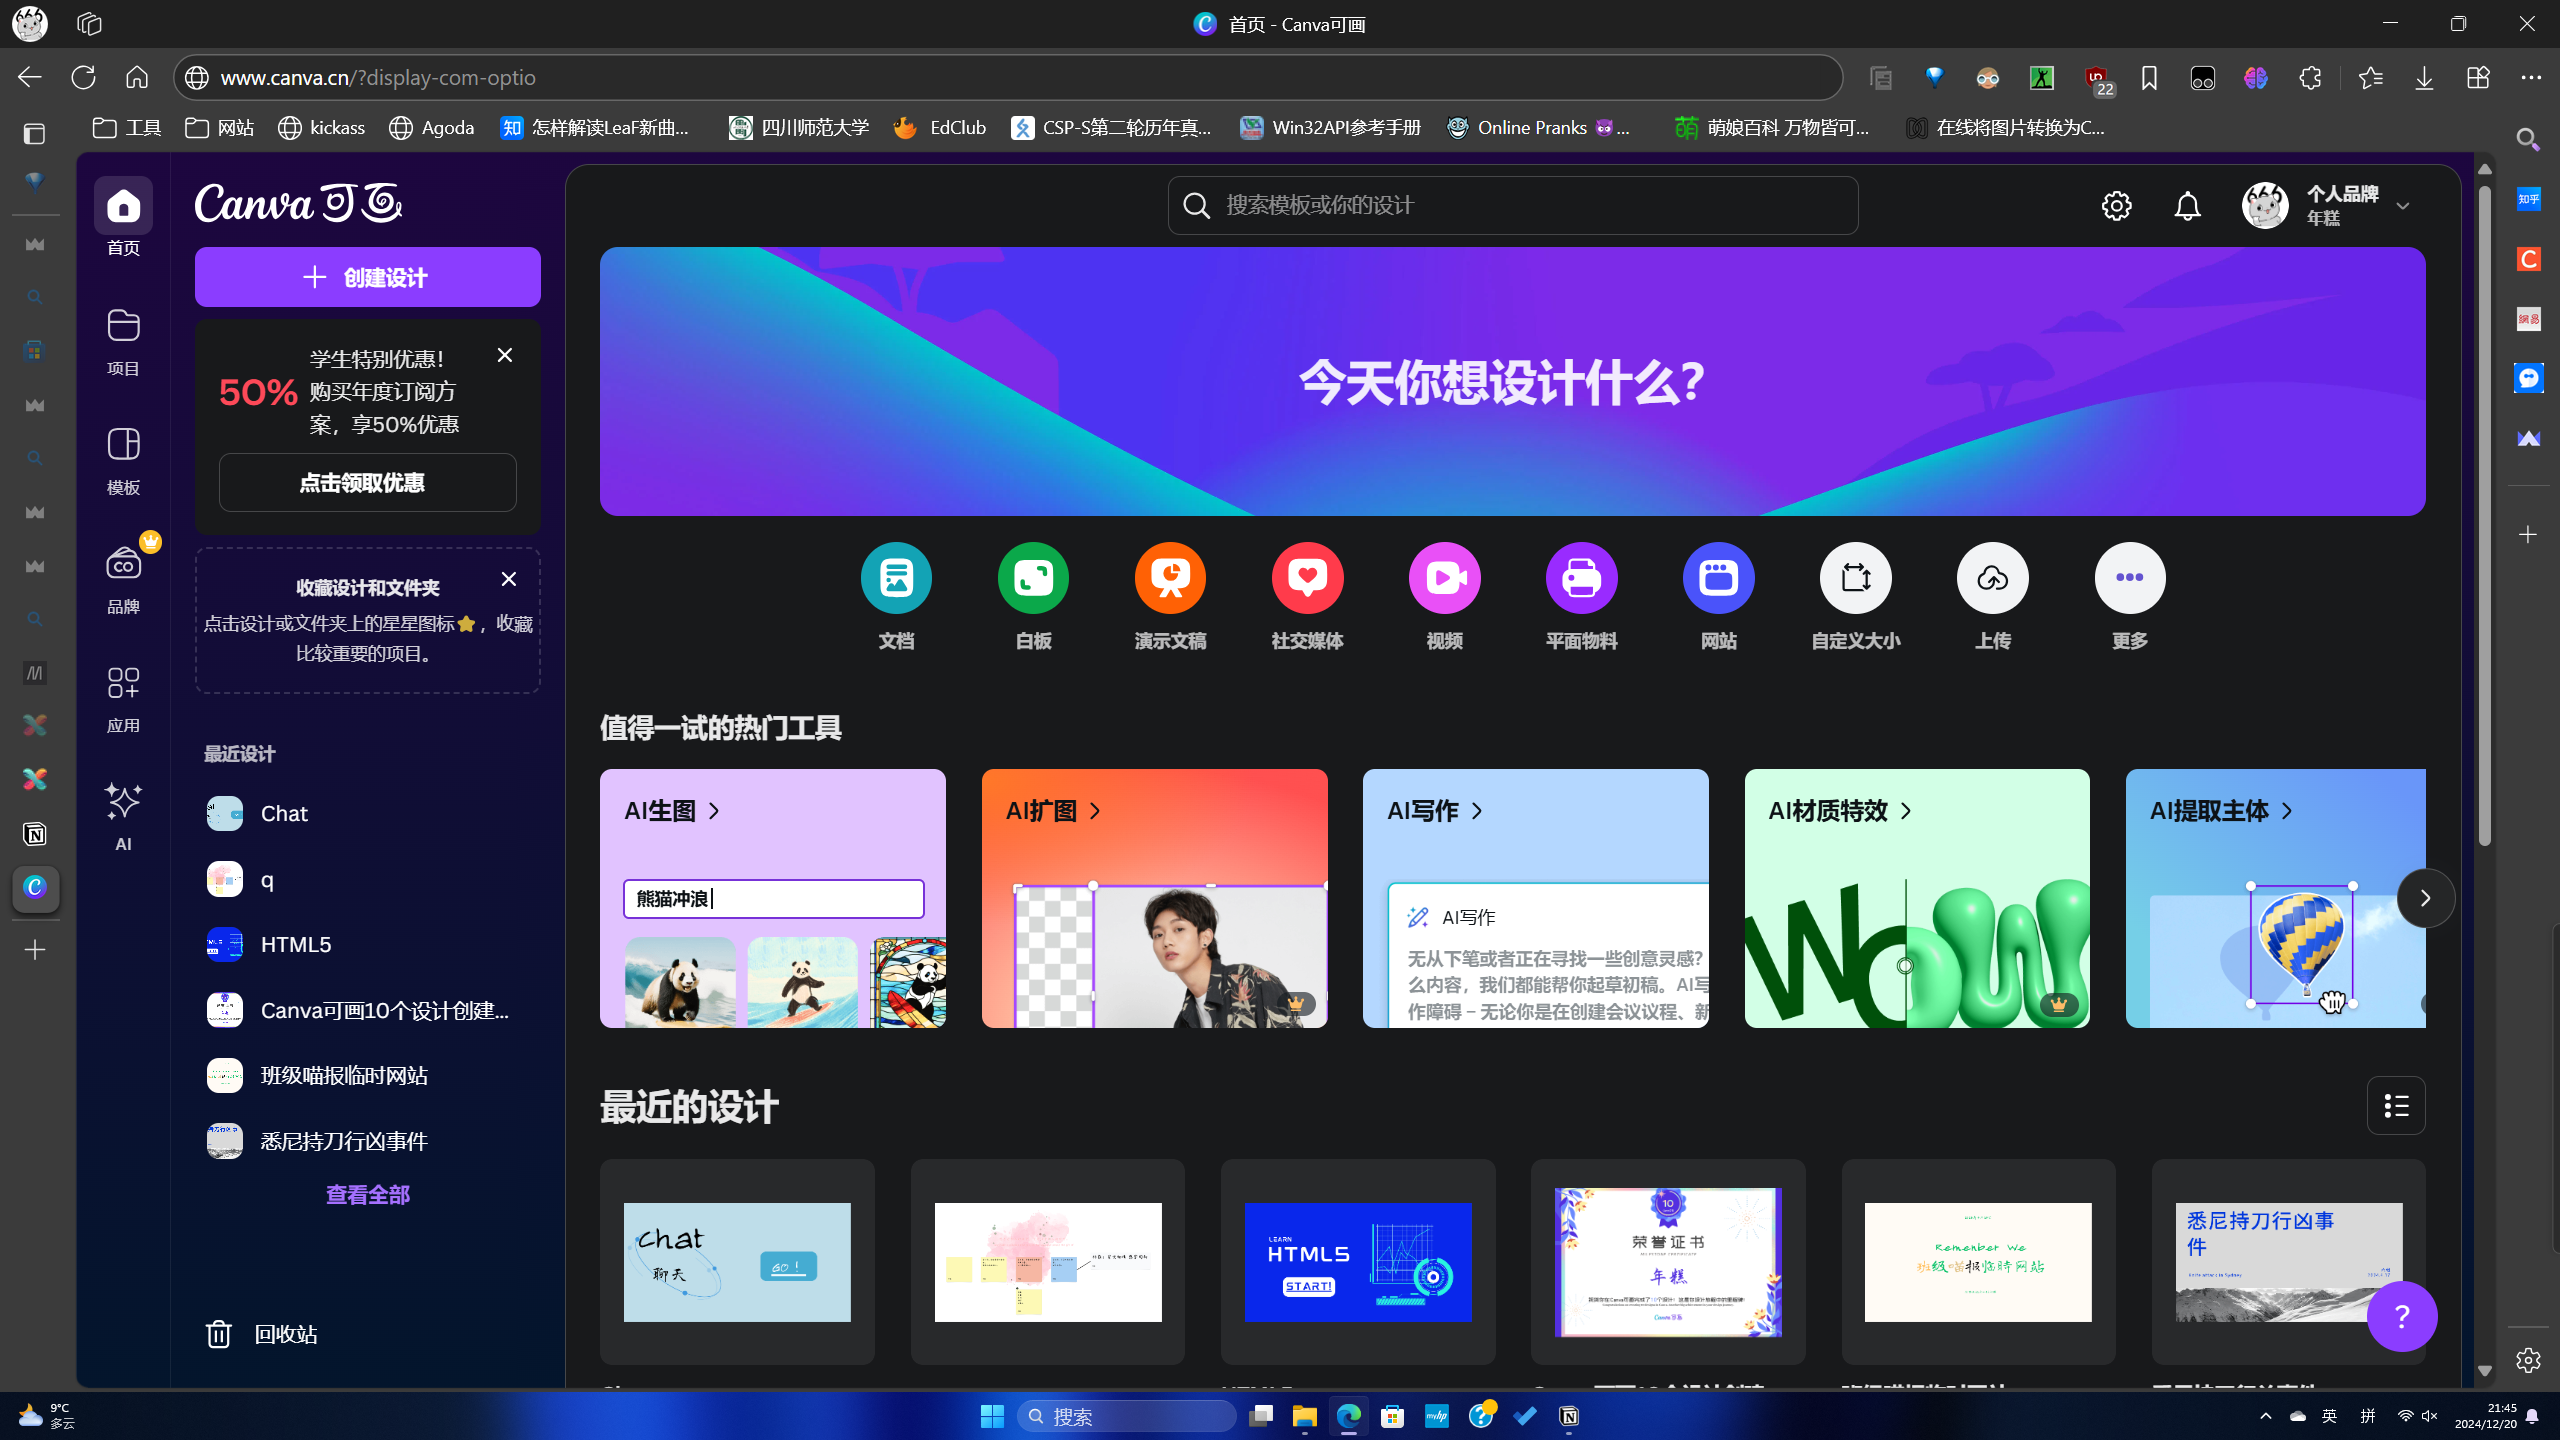 首页 - Canva可画
www.canva.cn/?display-com-optio
22
工具
网站
kickass
Agoda
怎样解读LeaF新曲...
四川师范大学
EdClub
CSP-S第二轮历年真...
Win32API参考手册
Online Pranks 😈 ...
萌娘百科 万物皆可...
在线将图片转换为C...
首页
项目
模板
品牌
应用
AI
Canva可画
创建设计
50%
学生特别优惠!
购买年度订阅方
案，享50%优惠
点击领取优惠
收藏设计和文件夹
点击设计或文件夹上的星星图标⭐，收藏
比较重要的项目。
最近设计
Chat
q
HTML5
Canva可画10个设计创建...
班级喵报临时网站
悉尼持刀行凶事件
查看全部
回收站
搜索模板或你的设计
个人品牌
年糕
今天你想设计什么?
文档
白板
演示文稿
社交媒体
视频
平面物料
网站
自定义大小
上传
更多
值得一试的热门工具
AI生图
熊猫冲浪
AI扩图
AI写作
AI写作
无从下笔或者正在寻找一些创意灵感?
么内容，我们都能帮你起草初稿。AI写
作障碍 – 无论你是在创建会议议程、新
AI材质特效
WOW
AI提取主体
最近的设计
Chat
聊天
GO !
LEARN
HTML5
START!
10
荣誉证书
年糕
Canva可画
Remember We
班级喵报临时网站
悉尼持刀行凶事
件
?
知乎
網易
9°C
多云
搜索
myhp
英
拼
21:45
2024/12/20